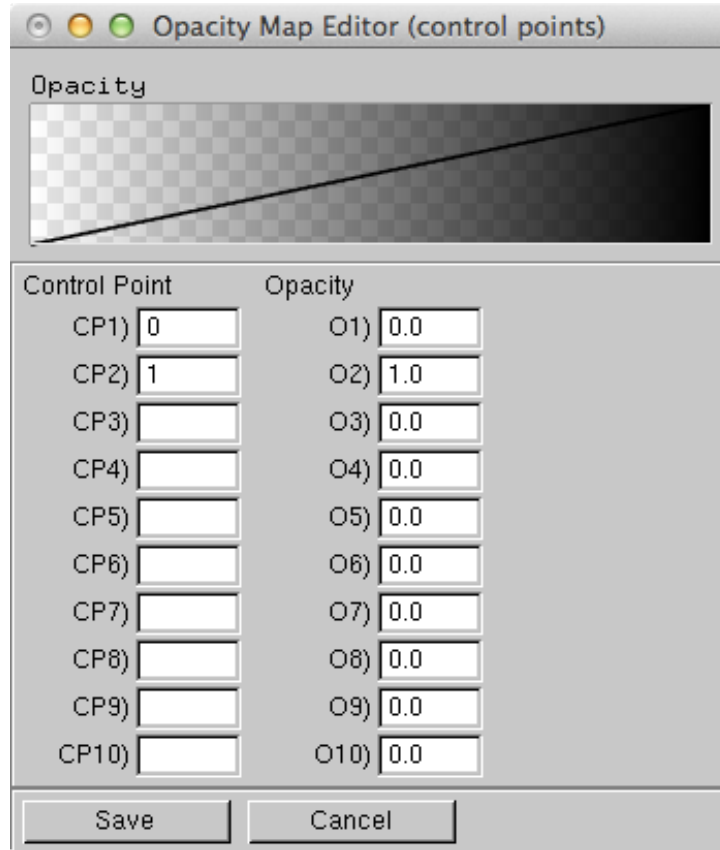 Opacity Map Editor (control points)
Opacity
Control Point Opacity
CP1) 0 O1) 0.0
CP2) 1 O2) 1.0
CP3) O3) 0.0
CP4) O4) 0.0
CP5) O5) 0.0
CP6) O6) 0.0
CP7) O7) 0.0
CP8) O8) 0.0
CP9) O9) 0.0
CP10) O10) 0.0
Save Cancel